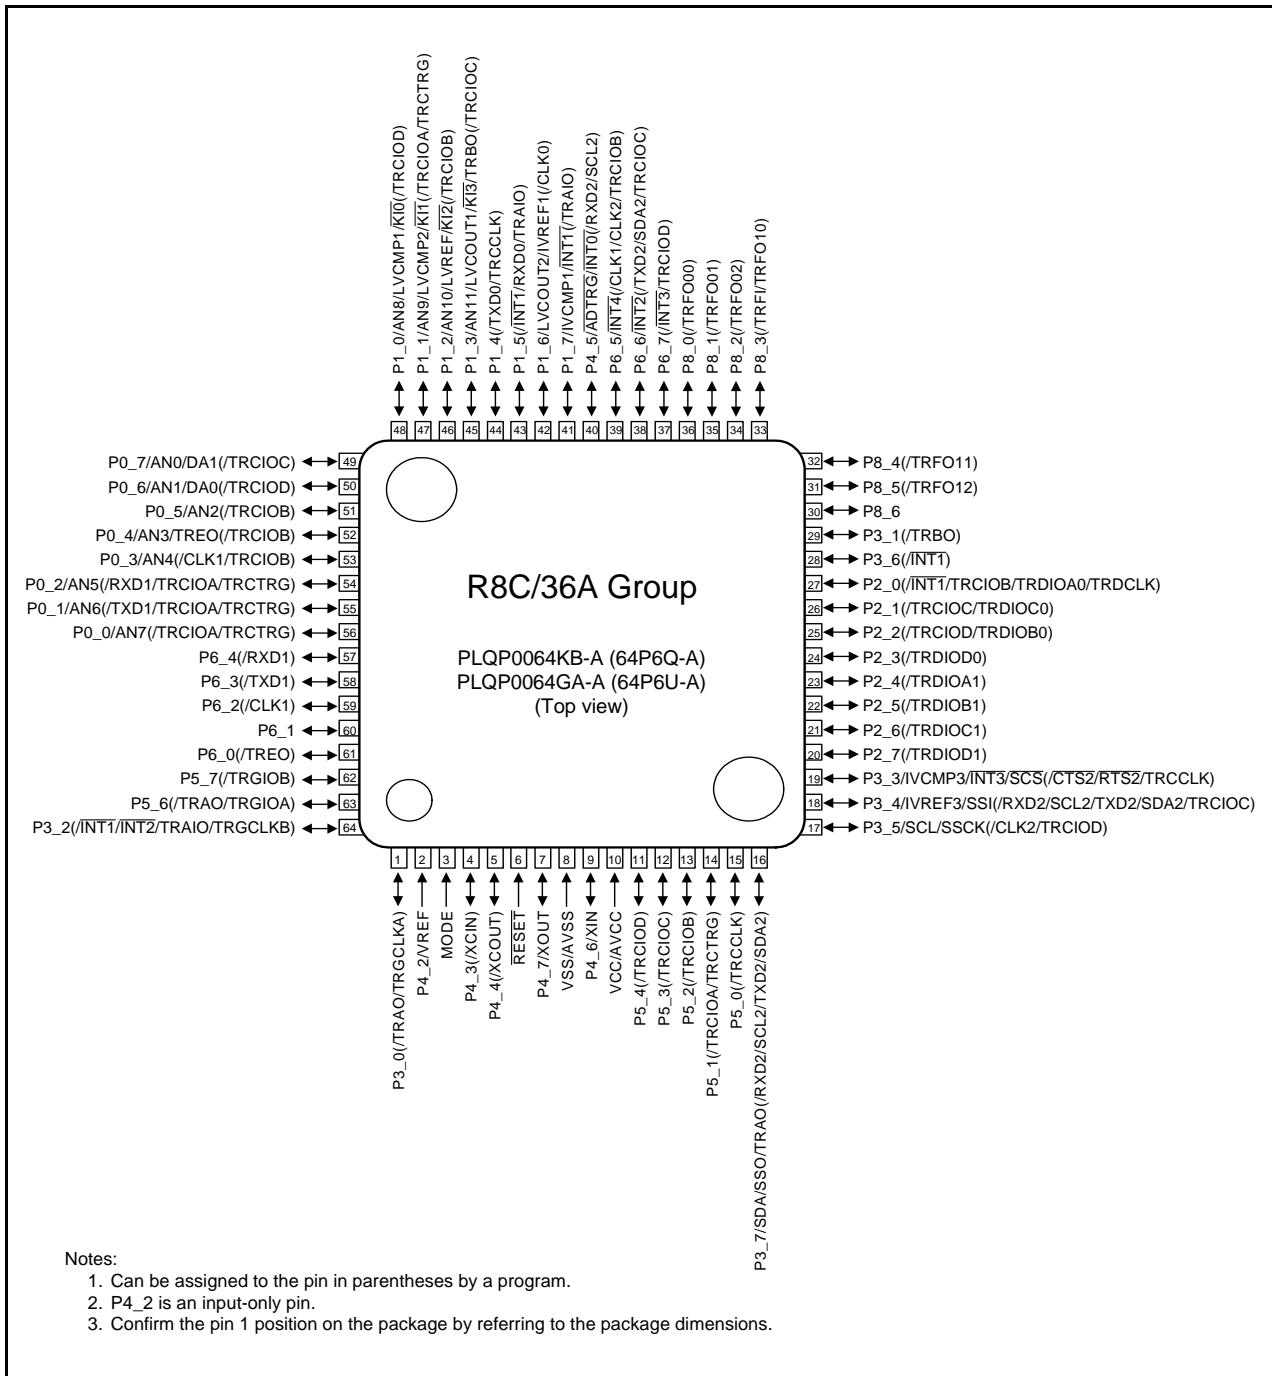 P1_0/AN8/LVCMP1/KI0(/TRCIOD)
P1_1/AN9/LVCMP2/KI1(/TRCIOA/TRCTRG)
P1_2/AN10/LVREF/KI2(/TRCIOB)
P1_3/AN11/LVCOUT1/KI3/TRBO(/TRCIOC)
P1_4(/TXD0/TRCCLK)
P1_5(/INT1/RXD0/TRAIO)
P1_6/LVCOUT2/IVREF1(/CLK0)
P1_7/IVCMP1/INT1(/TRAIO)
P4_5/ADTRG/INT0(/RXD2/SCL2)
P6_5/INT4(/CLK1/CLK2/TRCIOB)
P6_6/INT2(/TXD2/SDA2/TRCIOC)
P6_7(/INT3/TRCIOD)
P8_0(/TRFO00)
P8_1(/TRFO01)
P8_2(/TRFO02)
P8_3(/TRFI/TRFO10)
48 47 46 45 44 43 42 41 40 39 38 37 36 35 34 33
P0_7/AN0/DA1(/TRCIOC) 49
P0_6/AN1/DA0(/TRCIOD) 50
P0_5/AN2(/TRCIOB) 51
P0_4/AN3/TREO(/TRCIOB) 52
P0_3/AN4(/CLK1/TRCIOB) 53
P0_2/AN5(/RXD1/TRCIOA/TRCTRG) 54
P0_1/AN6(/TXD1/TRCIOA/TRCTRG) 55
P0_0/AN7(/TRCIOA/TRCTRG) 56
P6_4(/RXD1) 57
P6_3(/TXD1) 58
P6_2(/CLK1) 59
P6_1 60
P6_0(/TREO) 61
P5_7(/TRGIOB) 62
P5_6(/TRAO/TRGIOA) 63
P3_2(/INT1/INT2/TRAIO/TRGCLKB) 64
R8C/36A Group
PLQP0064KB-A (64P6Q-A)
PLQP0064GA-A (64P6U-A)
(Top view)
32 P8_4(/TRFO11)
31 P8_5(/TRFO12)
30 P8_6
29 P3_1(/TRBO)
28 P3_6(/INT1)
27 P2_0(/INT1/TRCIOB/TRDIOA0/TRDCLK)
26 P2_1(/TRCIOC/TRDIOC0)
25 P2_2(/TRCIOD/TRDIOB0)
24 P2_3(/TRDIOD0)
23 P2_4(/TRDIOA1)
22 P2_5(/TRDIOB1)
21 P2_6(/TRDIOC1)
20 P2_7(/TRDIOD1)
19 P3_3/IVCMP3/INT3/SCS(/CTS2/RTS2/TRCCLK)
18 P3_4/IVREF3/SSI(/RXD2/SCL2/TXD2/SDA2/TRCIOC)
17 P3_5/SCL/SSCK(/CLK2/TRCIOD)
1 2 3 4 5 6 7 8 9 10 11 12 13 14 15 16
P3_0(/TRAO/TRGCLKA)
P4_2/VREF
MODE
P4_3(/XCIN)
P4_4(/XCOUT)
RESET
P4_7/XOUT
VSS/AVSS
P4_6/XIN
VCC/AVCC
P5_4(/TRCIOD)
P5_3(/TRCIOC)
P5_2(/TRCIOB)
P5_1(/TRCIOA/TRCTRG)
P5_0(/TRCCLK)
P3_7/SDA/SSO/TRAO(/RXD2/SCL2/TXD2/SDA2)
Notes:
1. Can be assigned to the pin in parentheses by a program.
2. P4_2 is an input-only pin.
3. Confirm the pin 1 position on the package by referring to the package dimensions.